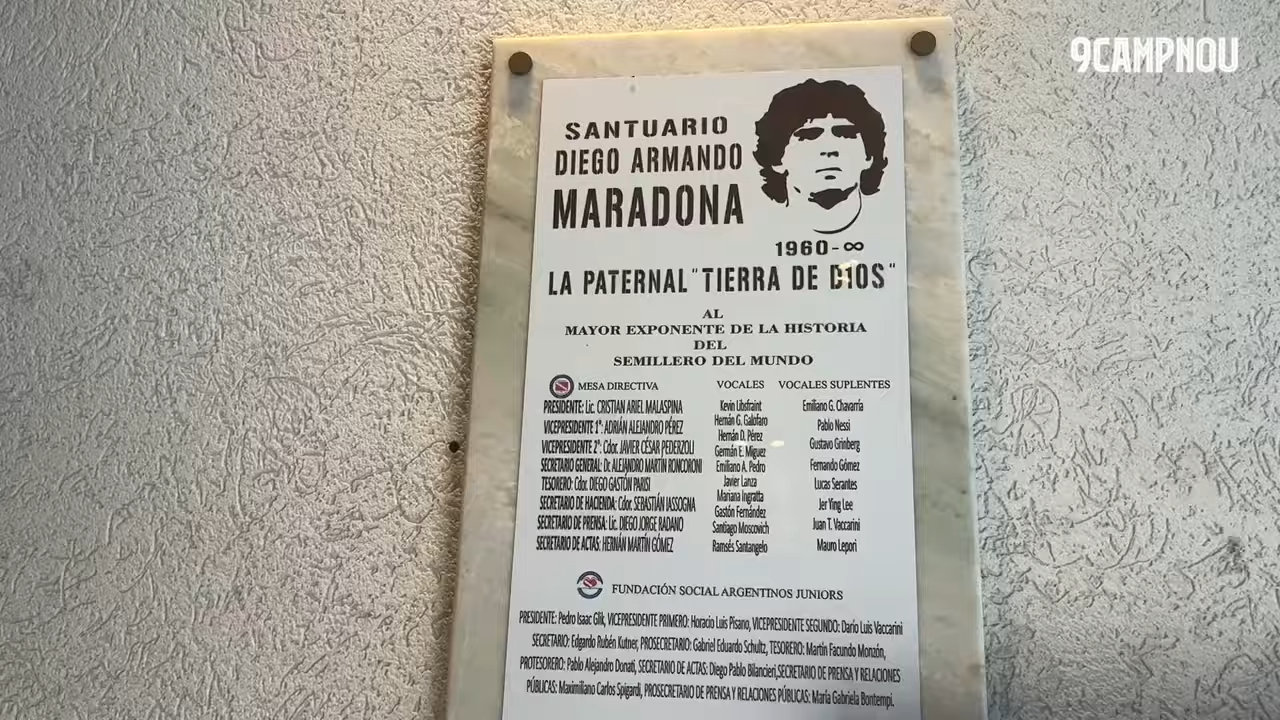 9CAMPNOU
SANTUARIO
DIEGO ARMANDO
MARADONA
1960-∞
LA PATERNAL "TIERRA DE D10S"
AL
MAYOR EXPONENTE DE LA HISTORIA
DEL
SEMILLERO DEL MUNDO
MESA DIRECTIVA
PRESIDENTE: Lic. CRISTIAN ARIEL MALASPINA
VICEPRESIDENTE 1°: ADRIÁN ALEJANDRO PÉREZ
VICEPRESIDENTE 2°: Cdor. JAVIER CÉSAR PEDERZOLI
SECRETARIO GENERAL: Dr. ALEJANDRO MARTÍN RONCORONI
TESORERO: Cdor. DIEGO GASTÓN PARISI
SECRETARIO DE HACIENDA: Cdor. SEBASTIÁN IASSOGNA
SECRETARIO DE PRENSA: Lic. DIEGO JORGE RADANO
SECRETARIO DE ACTAS: HERNÁN MARTÍN GÓMEZ
VOCALES
Kevin Libsfraint
Hernán G. Galofaro
Hernán D. Pérez
Germán E. Miguez
Emiliano A. Pedro
Javier Lanza
Mariana Ingratta
Gastón Fernández
Santiago Moscovich
Ramsés Santangelo
VOCALES SUPLENTES
Emiliano G. Chavarría
Pablo Nessi
Gustavo Grinberg
Fernando Gómez
Lucas Serantes
Jer Ying Lee
Juan T. Vaccarini
Mauro Lepori
FUNDACIÓN SOCIAL ARGENTINOS JUNIORS
PRESIDENTE: Pedro Isaac Glik, VICEPRESIDENTE PRIMERO: Horacio Luis Pisano, VICEPRESIDENTE SEGUNDO: Darío Luis Vaccarini
SECRETARIO: Edgardo Rubén Kutner, PROSECRETARIO: Gabriel Eduardo Schultz, TESORERO: Martín Facundo Monzón,
PROTESORERO: Pablo Alejandro Donati, SECRETARIO DE ACTAS: Diego Pablo Bilancieri,SECRETARIO DE PRENSA Y RELACIONES
PÚBLICAS: Maximiliano Carlos Spigardi, PROSECRETARIO DE PRENSA Y RELACIONES PÚBLICAS: María Gabriela Bontempi.